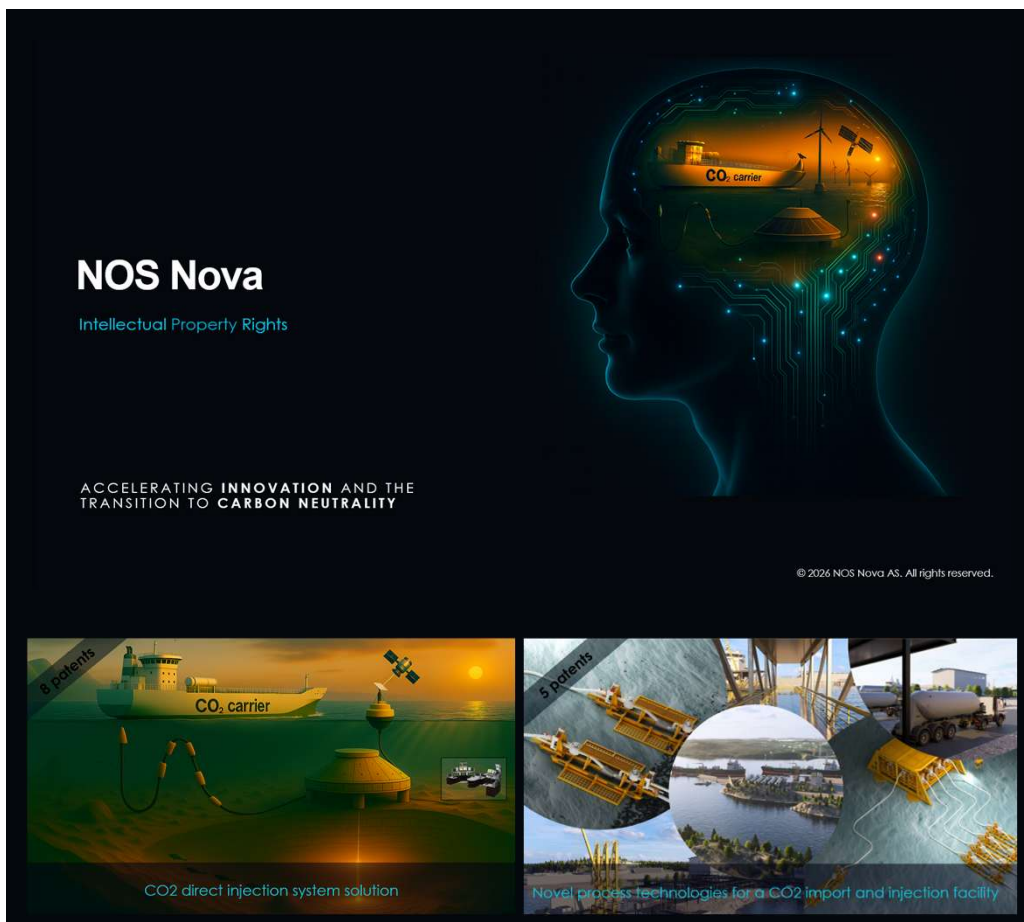 CO₂ carrier
NOS Nova
Intellectual Property Rights
ACCELERATING INNOVATION AND THE
TRANSITION TO CARBON NEUTRALITY
© 2026 NOS Nova AS. All rights reserved.
8 patents
CO₂ carrier
CO2 direct injection system solution
5 patents
Novel process technologies for a CO2 import and injection facility